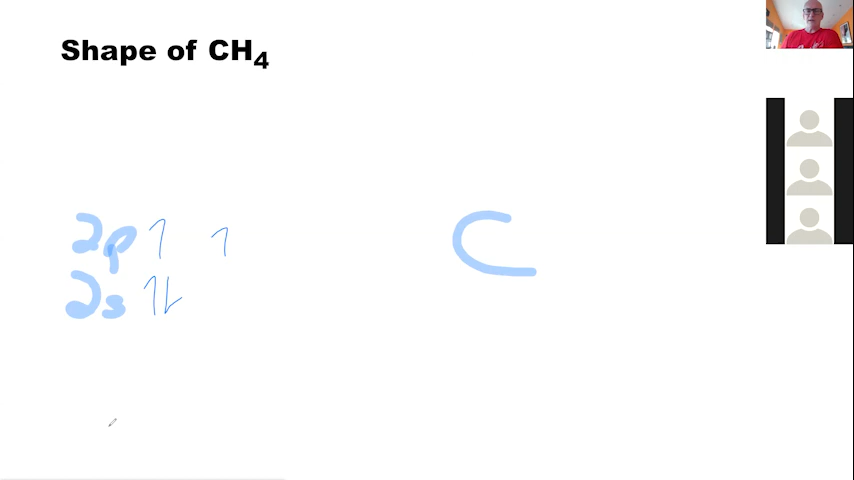 Shape of CH₄
2p ↿ ↿
2s ↿⇂
C